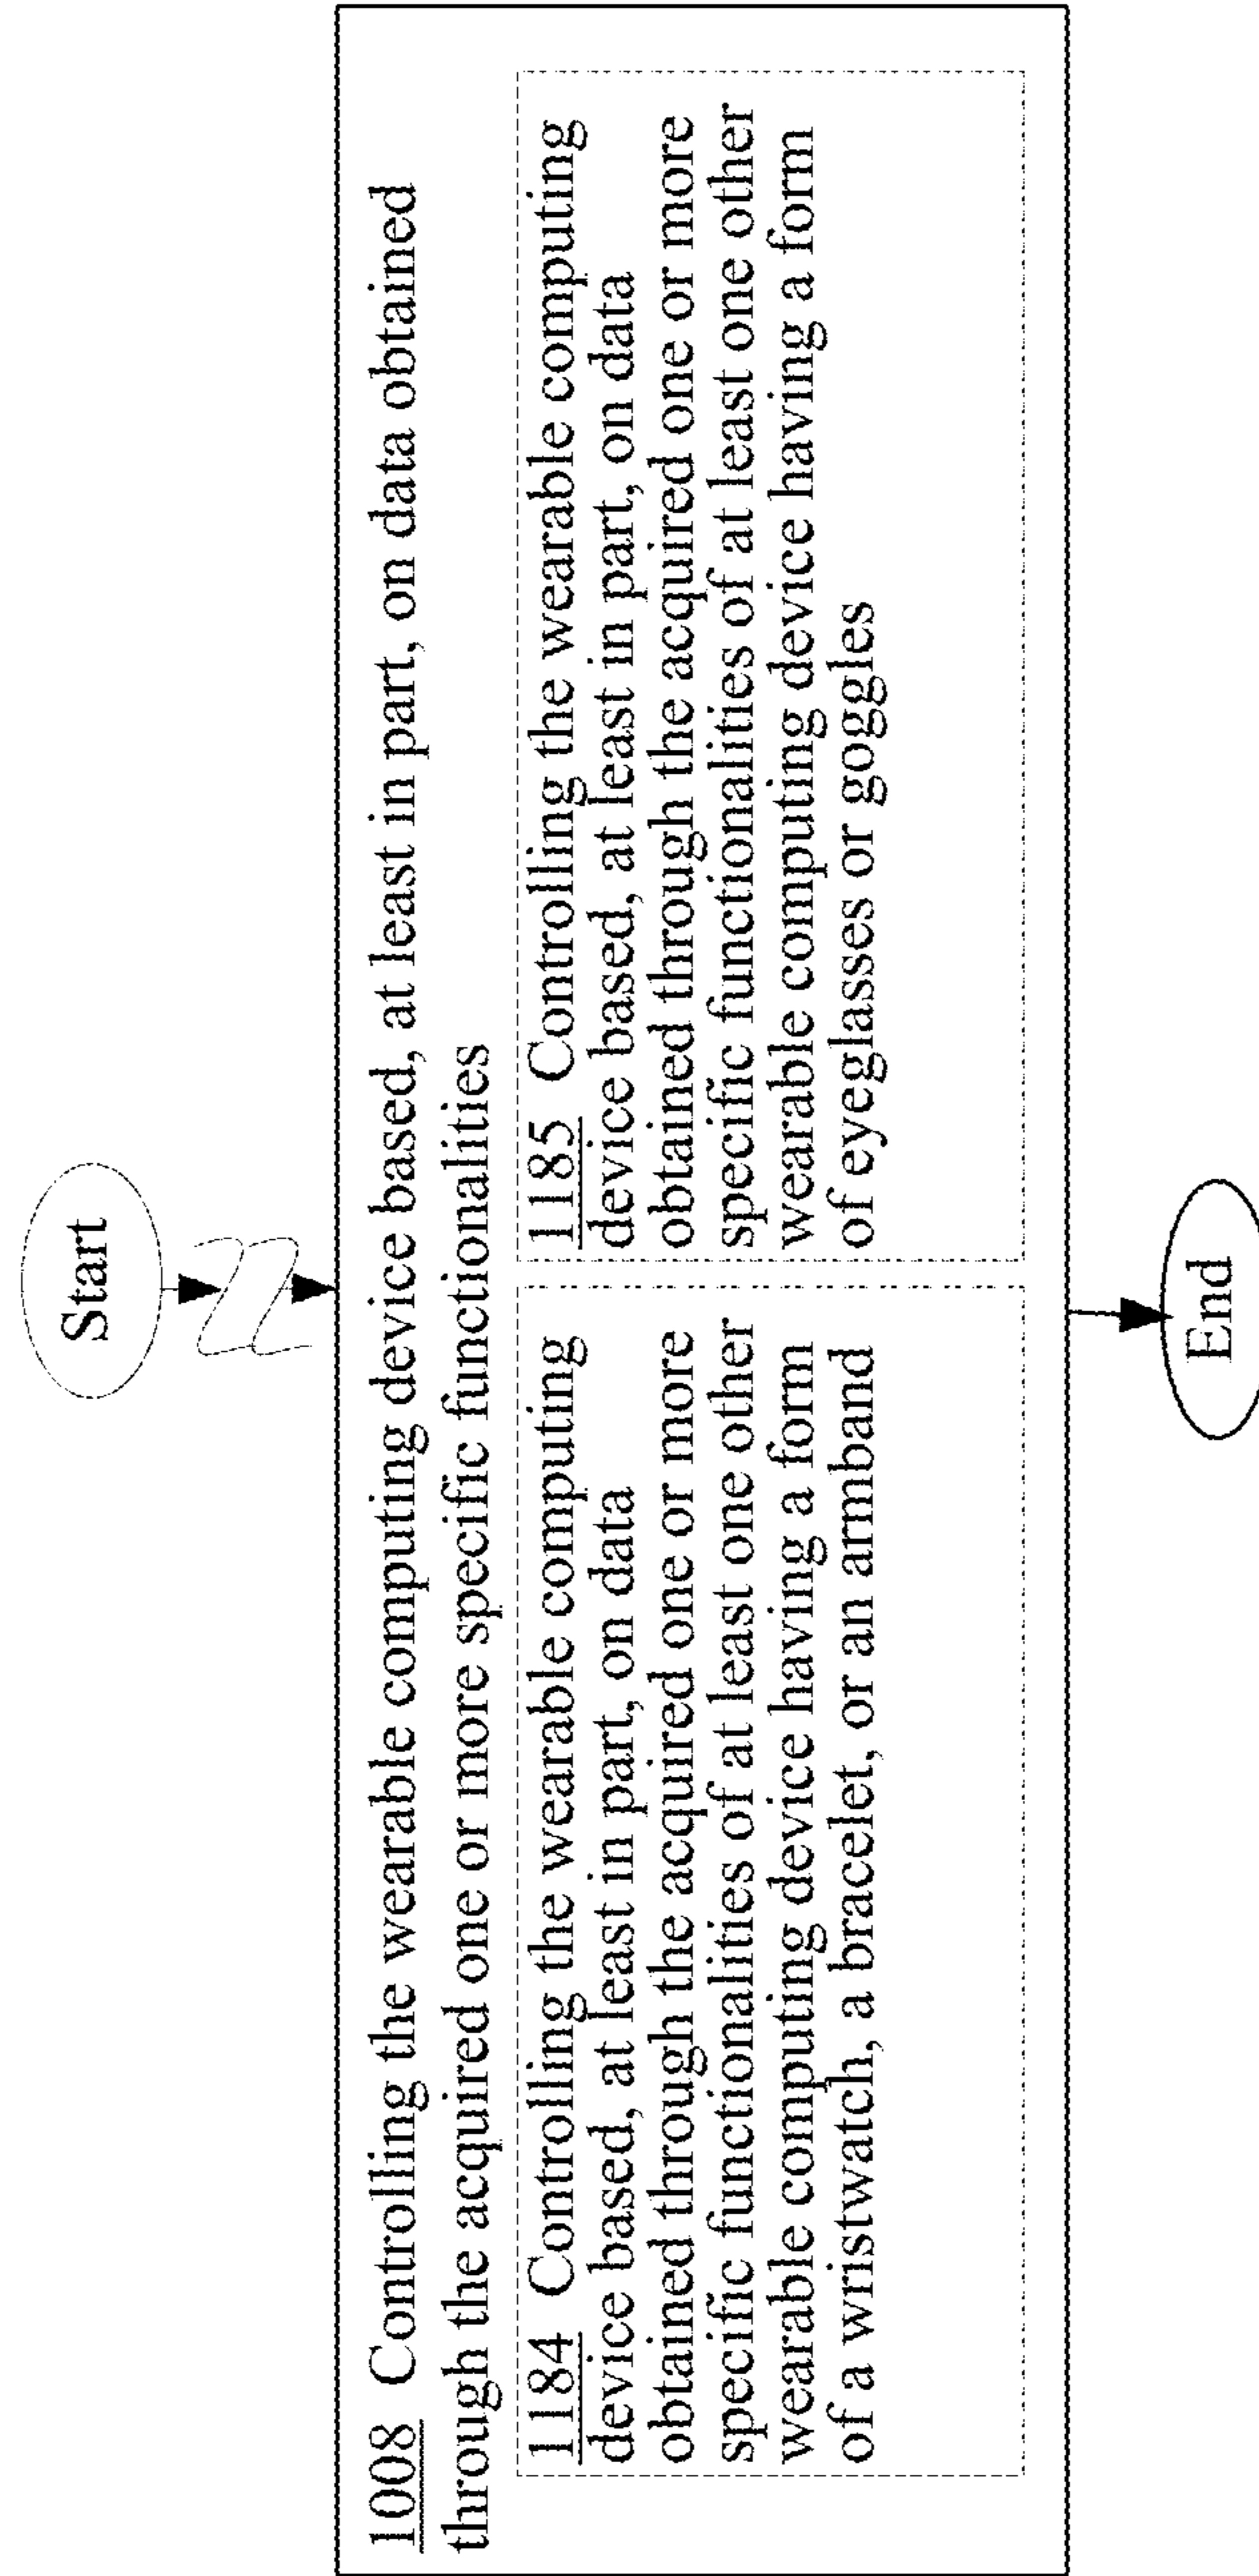 Start
1008 Controlling the wearable computing device based, at least in part, on data obtained
through the acquired one or more specific functionalities
1184 Controlling the wearable computing
device based, at least in part, on data
obtained through the acquired one or more
specific functionalities of at least one other
wearable computing device having a form
of a wristwatch, a bracelet, or an armband
1185 Controlling the wearable computing
device based, at least in part, on data
obtained through the acquired one or more
specific functionalities of at least one other
wearable computing device having a form
of eyeglasses or goggles
End